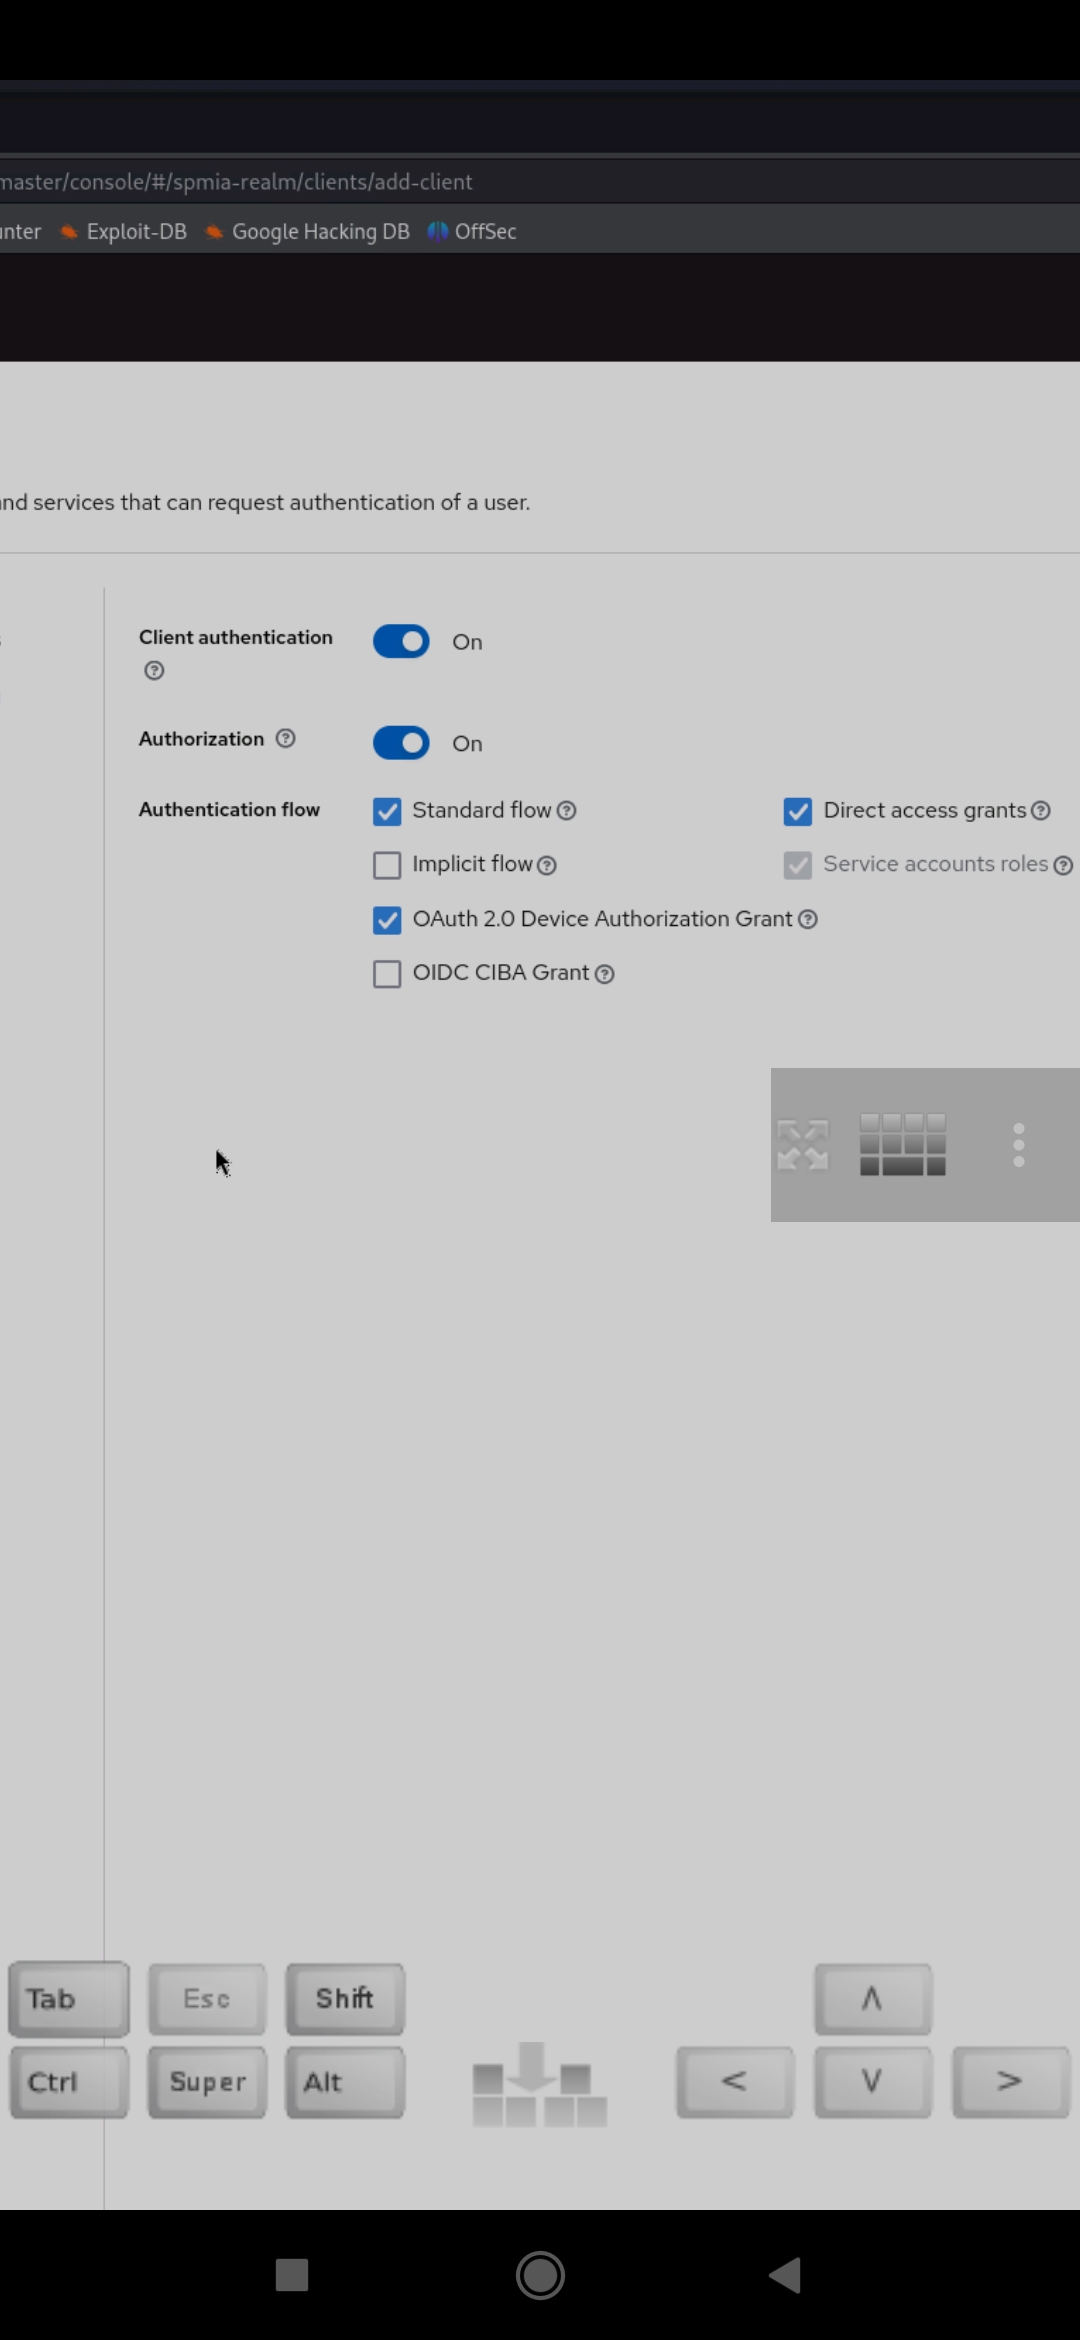 master/console/#/spmia-realm/clients/add-client
unter Exploit-DB Google Hacking DB OffSec
and services that can request authentication of a user.
Client authentication On
Authorization On
Authentication flow Standard flow Direct access grants
Implicit flow Service accounts roles
OAuth 2.0 Device Authorization Grant
OIDC CIBA Grant
Tab Esc Shift Λ
Ctrl Super Alt < V >